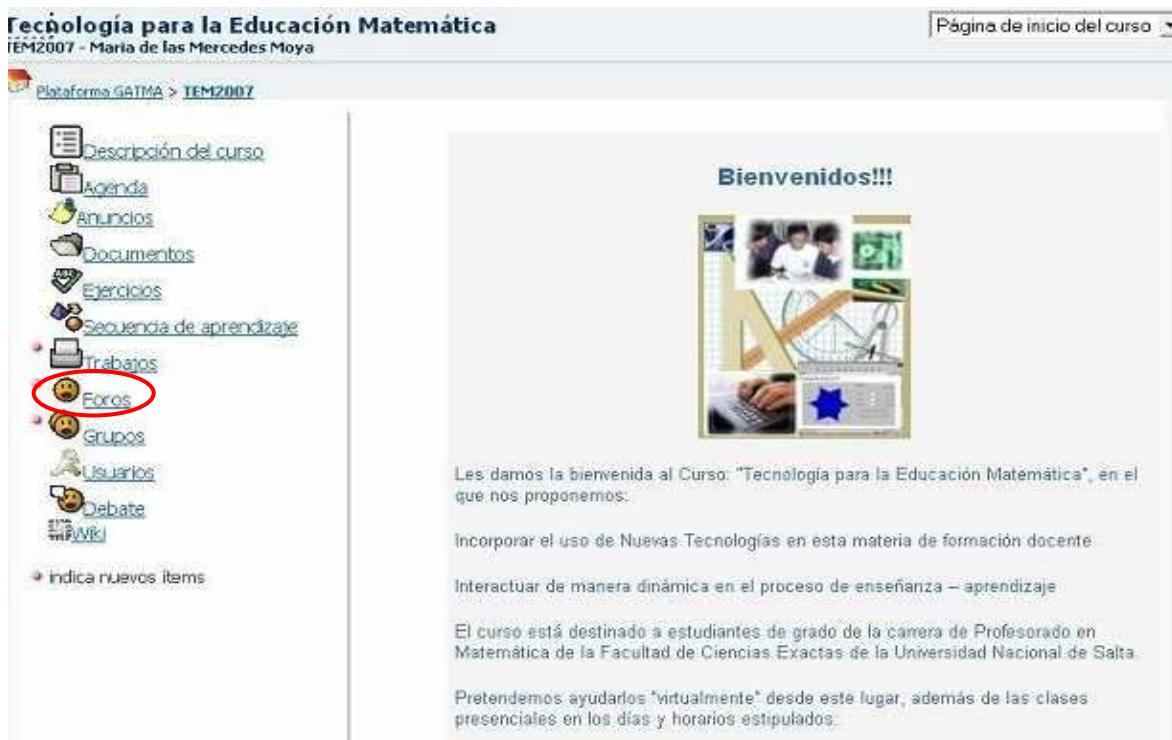 Tecnología para la Educación Matemática
TEM2007 - Maria de las Mercedes Moya
Página de inicio del curso
Plataforma GATMA > TEM2007
Descripción del curso
Agenda
Anuncios
Documentos
Ejercicios
Secuencia de aprendizaje
Trabajos
Foros
Grupos
Usuarios
Debate
Wiki
indica nuevos ítems
Bienvenidos!!!
Les damos la bienvenida al Curso: "Tecnología para la Educación Matemática", en el
que nos proponemos:
Incorporar el uso de Nuevas Tecnologías en esta materia de formación docente
Interactuar de manera dinámica en el proceso de enseñanza – aprendizaje
El curso está destinado a estudiantes de grado de la carrera de Profesorado en
Matemática de la Facultad de Ciencias Exactas de la Universidad Nacional de Salta.
Pretendemos ayudarlos "virtualmente" desde este lugar, además de las clases
presenciales en los días y horarios estipulados.